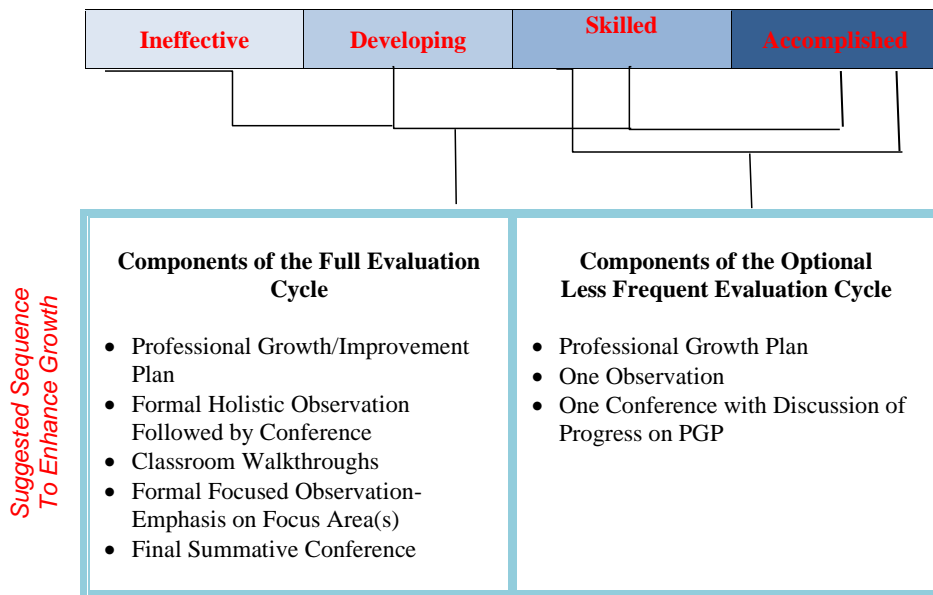 Ineffective
Developing
Skilled
Accomplished
Suggested Sequence
To Enhance Growth
Components of the Full Evaluation
Cycle
• Professional Growth/Improvement
Plan
• Formal Holistic Observation
Followed by Conference
• Classroom Walkthroughs
• Formal Focused Observation-
Emphasis on Focus Area(s)
• Final Summative Conference
Components of the Optional
Less Frequent Evaluation Cycle
• Professional Growth Plan
• One Observation
• One Conference with Discussion of
Progress on PGP